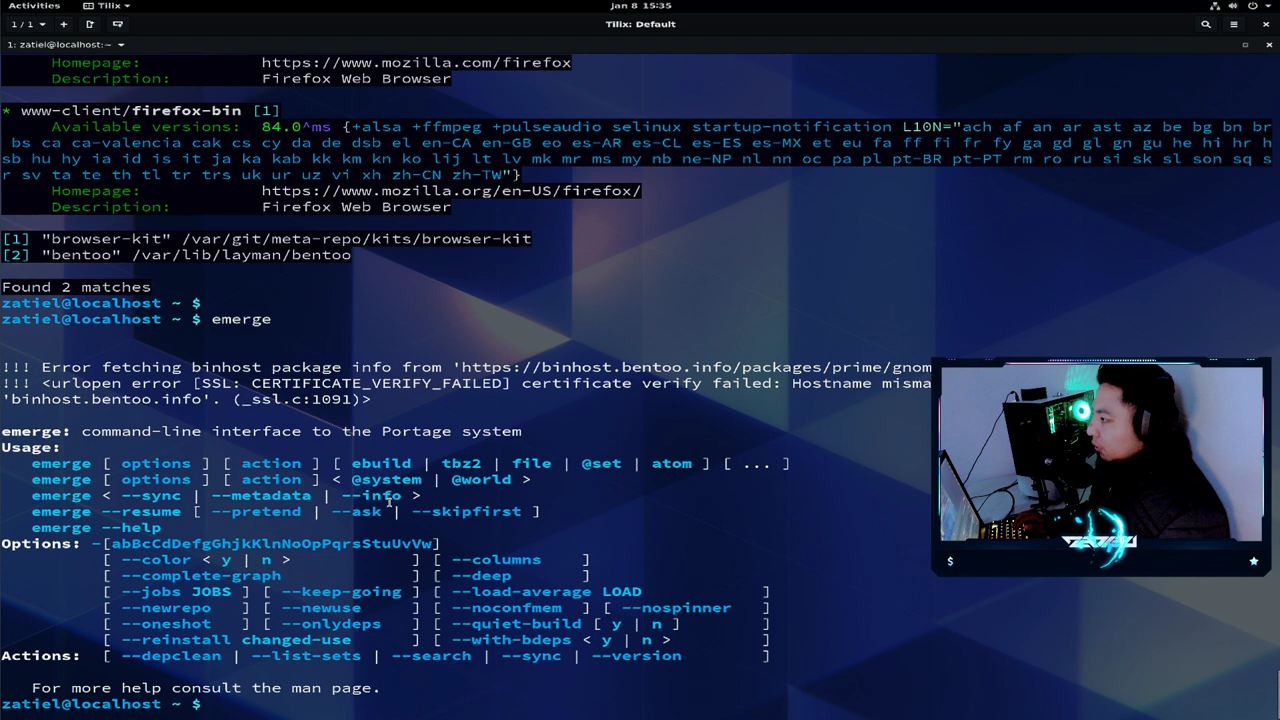 Activities Tilix Jan 8 15:35
1 / 1 Tilix: Default
1: zatiel@localhost:~
Homepage: https://www.mozilla.com/firefox
Description: Firefox Web Browser
* www-client/firefox-bin [1]
Available versions: 84.0^ms {+alsa +ffmpeg +pulseaudio selinux startup-notification L10N="ach af an ar ast az be bg bn br
bs ca ca-valencia cak cs cy da de dsb el en-CA en-GB eo es-AR es-CL es-ES es-MX et eu fa ff fi fr fy ga gd gl gn gu he hi hr h
sb hu hy ia id is it ja ka kab kk km kn ko lij lt lv mk mr ms my nb ne-NP nl nn oc pa pl pt-BR pt-PT rm ro ru si sk sl son sq s
r sv ta te th tl tr trs uk ur uz vi xh zh-CN zh-TW"}
Homepage: https://www.mozilla.org/en-US/firefox/
Description: Firefox Web Browser
[1] "browser-kit" /var/git/meta-repo/kits/browser-kit
[2] "bentoo" /var/lib/layman/bentoo
Found 2 matches
zatiel@localhost ~ $
zatiel@localhost ~ $ emerge
!!! Error fetching binhost package info from 'https://binhost.bentoo.info/packages/prime/gnom
!!! <urlopen error [SSL: CERTIFICATE_VERIFY_FAILED] certificate verify failed: Hostname misma
'binhost.bentoo.info'. (_ssl.c:1091)>
emerge: command-line interface to the Portage system
Usage:
emerge [ options ] [ action ] [ ebuild | tbz2 | file | @set | atom ] [ ... ]
emerge [ options ] [ action ] < @system | @world >
emerge < --sync | --metadata | --info >
emerge --resume [ --pretend | --ask | --skipfirst ]
emerge --help
Options: -[abBcCdDefgGhjkKlnNoOpPqrsStuUvVw]
[ --color < y | n > ] [ --columns ]
[ --complete-graph ] [ --deep ]
[ --jobs JOBS ] [ --keep-going ] [ --load-average LOAD ]
[ --newrepo ] [ --newuse ] [ --noconfmem ] [ --nospinner ]
[ --oneshot ] [ --onlydeps ] [ --quiet-build [ y | n ] ]
[ --reinstall changed-use ] [ --with-bdeps < y | n > ]
Actions: [ --depclean | --list-sets | --search | --sync | --version ]
For more help consult the man page.
zatiel@localhost ~ $
$